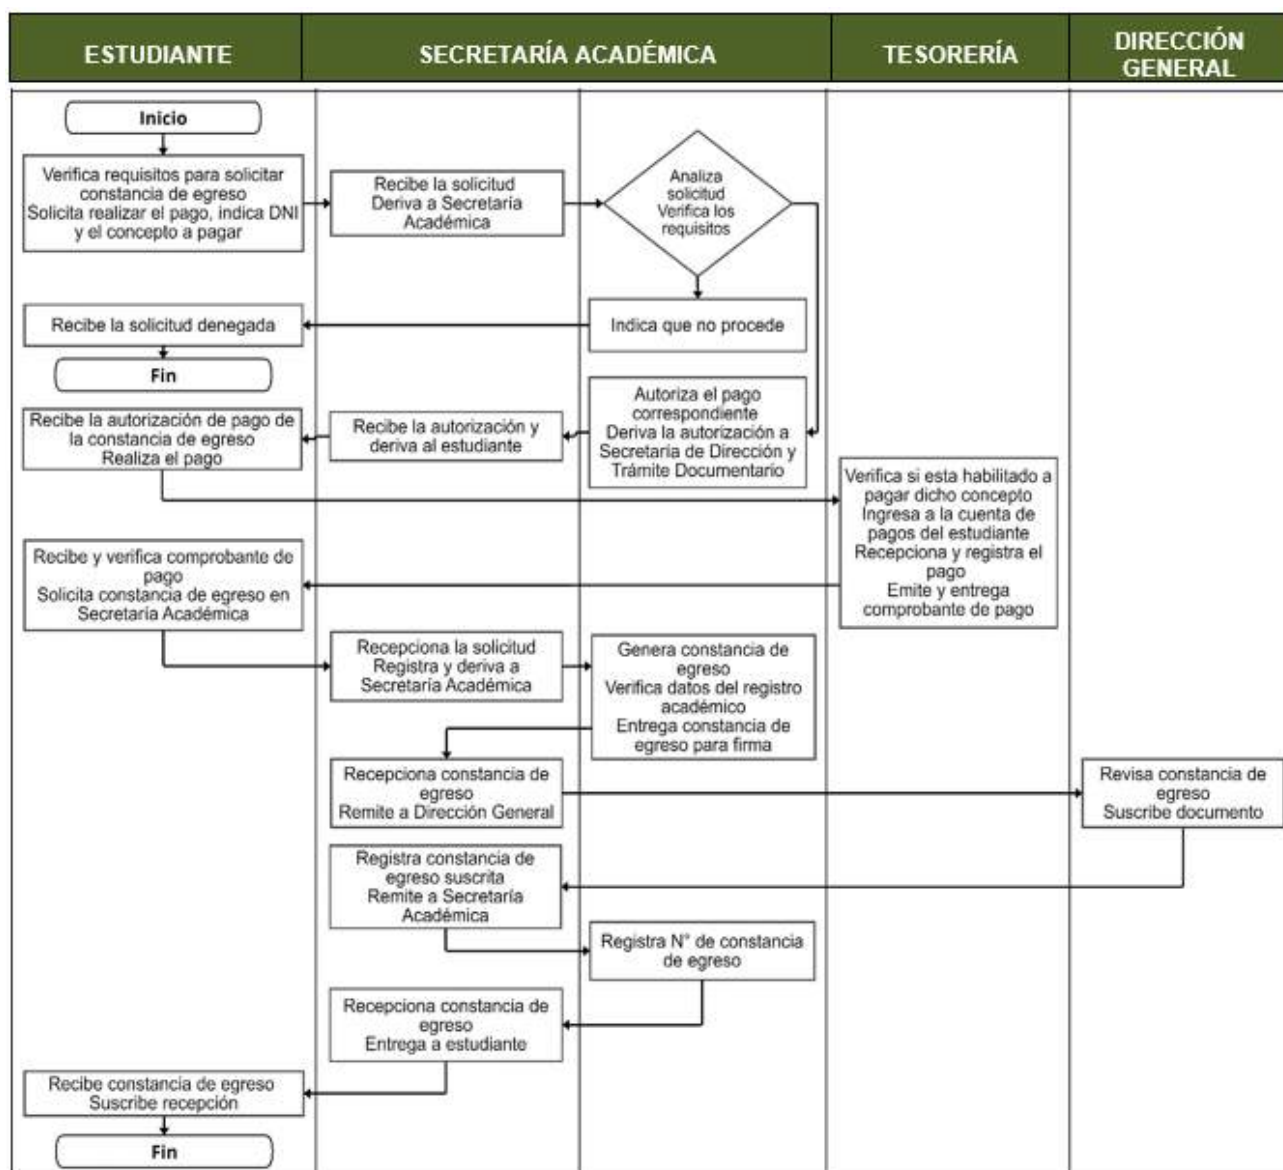 ESTUDIANTE
SECRETARÍA ACADÉMICA
TESORERÍA
DIRECCIÓN
GENERAL
Inicio
Verifica requisitos para solicitar
constancia de egreso
Solicita realizar el pago, indica DNI
y el concepto a pagar
Recibe la solicitud
Deriva a Secretaría
Académica
Analiza
solicitud
Verifica los
requisitos
Indica que no procede
Recibe la solicitud denegada
Fin
Autoriza el pago
correspondiente
Deriva la autorización a
Secretaría de Dirección y
Trámite Documentario
Recibe la autorización y
deriva al estudiante
Recibe la autorización de pago de
la constancia de egreso
Realiza el pago
Verifica si esta habilitado a
pagar dicho concepto
Ingresa a la cuenta de
pagos del estudiante
Recepciona y registra el
pago
Emite y entrega
comprobante de pago
Recibe y verifica comprobante de
pago
Solicita constancia de egreso en
Secretaría Académica
Recepciona la solicitud
Registra y deriva a
Secretaría Académica
Genera constancia de
egreso
Verifica datos del registro
académico
Entrega constancia de
egreso para firma
Recepciona constancia de
egreso
Remite a Dirección General
Revisa constancia de
egreso
Suscribe documento
Registra constancia de
egreso suscrita
Remite a Secretaría
Académica
Registra N° de constancia
de egreso
Recepciona constancia de
egreso
Entrega a estudiante
Recibe constancia de egreso
Suscribe recepción
Fin